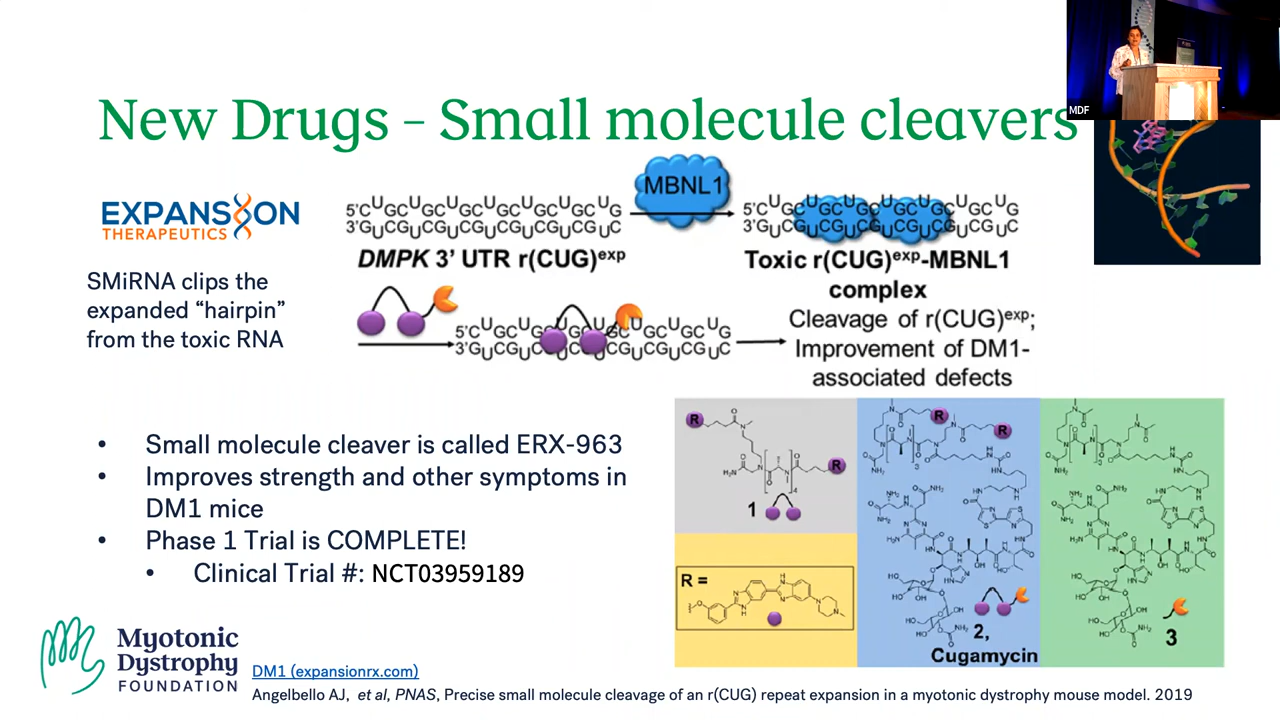 MDF
New Drugs – Small molecule cleavers
EXPANSION
THERAPEUTICS
SMiRNA clips the
expanded “hairpin”
from the toxic RNA
5'CUGCUGCUGCUGCUGCUGCUG
3'GUCGUCGUCGUCGUCGUCGUC
DMPK 3’ UTR r(CUG)exp
MBNL1
Toxic r(CUG)exp-MBNL1
complex
Cleavage of r(CUG)exp;
Improvement of DM1-
associated defects
• Small molecule cleaver is called ERX-963
• Improves strength and other symptoms in
DM1 mice
• Phase 1 Trial is COMPLETE!
• Clinical Trial #: NCT03959189
1
R =
2,
Cugamycin
3
Myotonic
Dystrophy
FOUNDATION
DM1 (expansionrx.com)
Angelbello AJ, et al, PNAS, Precise small molecule cleavage of an r(CUG) repeat expansion in a myotonic dystrophy mouse model. 2019